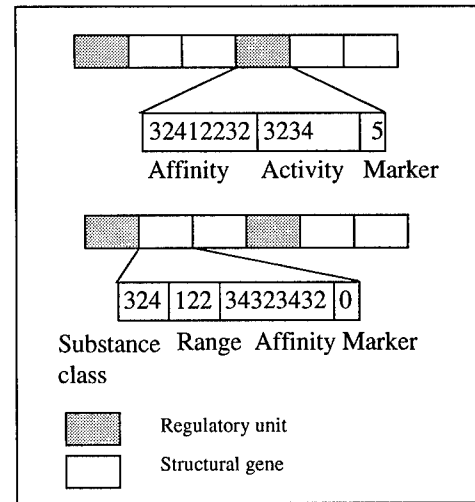 32412232 3234 5
Affinity Activity Marker
324 122 34323432 0
Substance Range Affinity Marker
class
Regulatory unit
Structural gene